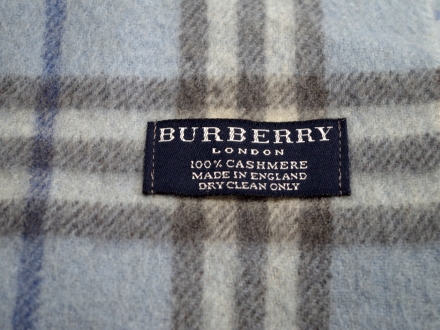 BURBERRY
LONDON
100% CASHMERE
MADE IN ENGLAND
DRY CLEAN ONLY